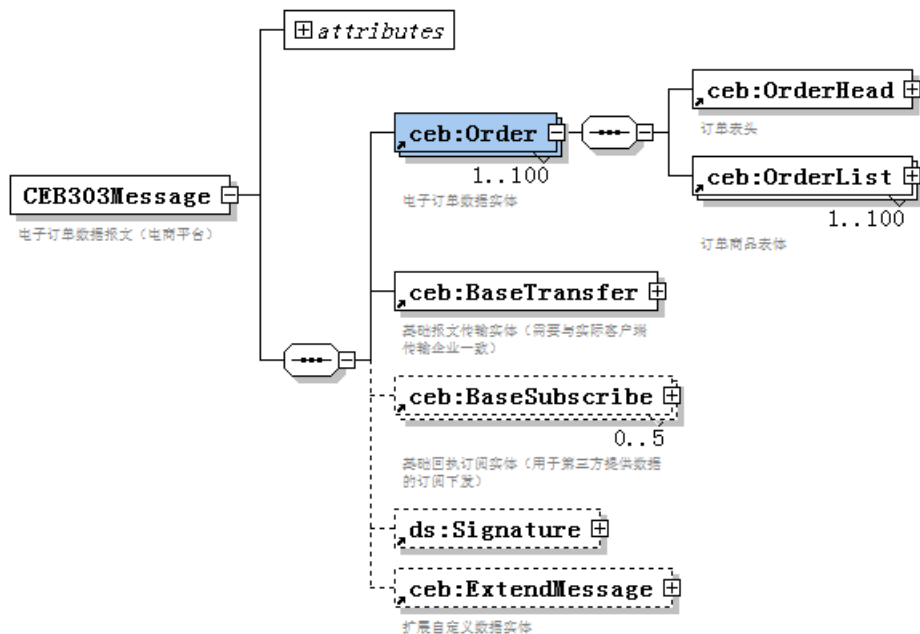 attributes
ceb:OrderHead
订单表头
ceb:Order
1..100
电子订单数据实体
ceb:OrderList
1..100
订单商品表体
CEB303Message
电子订单数据报文（电商平台）
ceb:BaseTransfer
基础报文传输实体（需要与实际客户端
传输企业一致）
ceb:BaseSubscribe
0..5
基础回执订阅实体（用于第三方提供数据
的订阅下发）
ds:Signature
ceb:ExtendMessage
扩展自定义数据实体